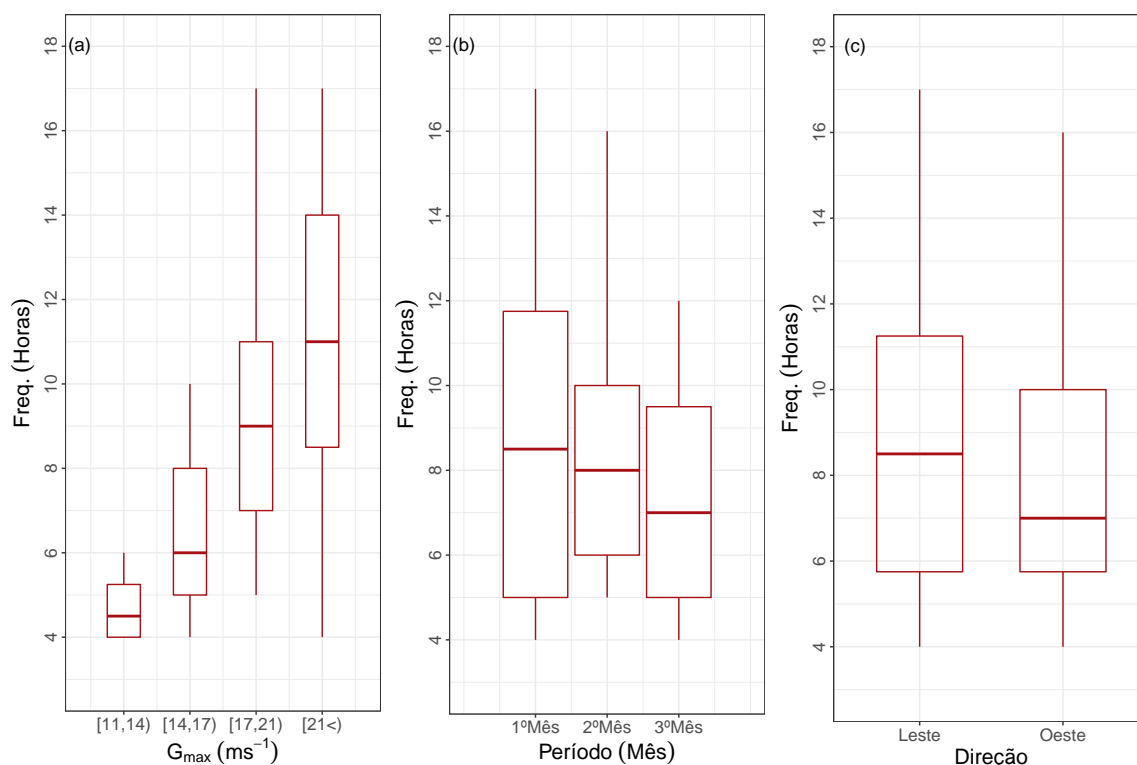 (a)
18
16
14
12
10
8
6
4
Freq. (Horas)
[11,14) [14,17) [17,21) [21<)
Gmax (ms−1)
(b)
18
16
14
12
10
8
6
4
Freq. (Horas)
1ºMês 2ºMês 3ºMês
Período (Mês)
(c)
18
16
14
12
10
8
6
4
Freq. (Horas)
Leste Oeste
Direcão